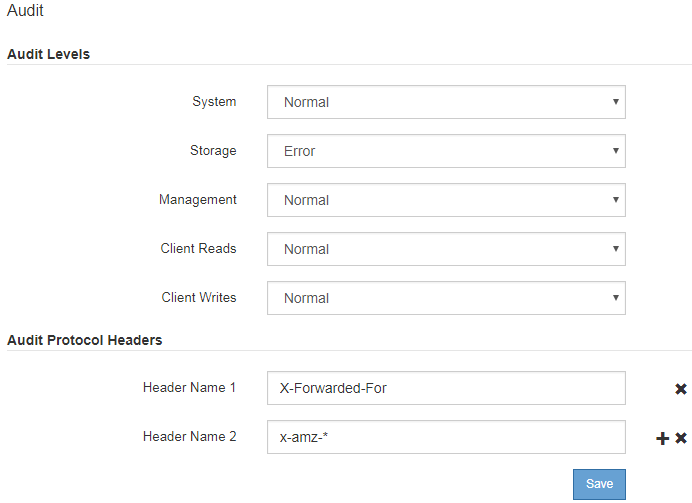 Audit
Audit Levels
System Normal
Storage Error
Management Normal
Client Reads Normal
Client Writes Normal
Audit Protocol Headers
Header Name 1 X-Forwarded-For
Header Name 2 x-amz-*
Save